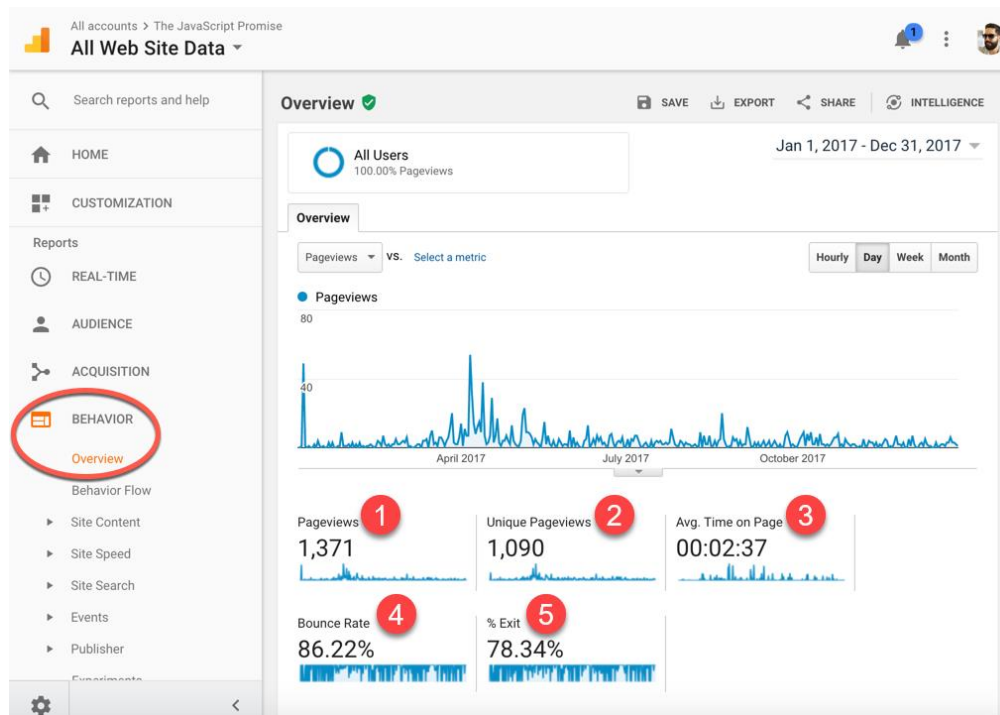 All accounts > The JavaScript Promise
All Web Site Data
1
Search reports and help
HOME
CUSTOMIZATION
Reports
REAL-TIME
AUDIENCE
ACQUISITION
BEHAVIOR
Overview
Behavior Flow
Site Content
Site Speed
Site Search
Events
Publisher
Experiments
Overview
SAVE
EXPORT
SHARE
INTELLIGENCE
All Users
100.00% Pageviews
Jan 1, 2017 - Dec 31, 2017
Overview
Pageviews VS. Select a metric
Hourly Day Week Month
Pageviews
80
40
April 2017 July 2017 October 2017
Pageviews 1
1,371
Unique Pageviews 2
1,090
Avg. Time on Page 3
00:02:37
Bounce Rate 4
86.22%
% Exit 5
78.34%